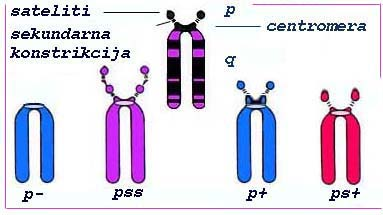 sateliti
p
centromera
sekundarna
konstrikcija
q
p-
pss
p+
ps+